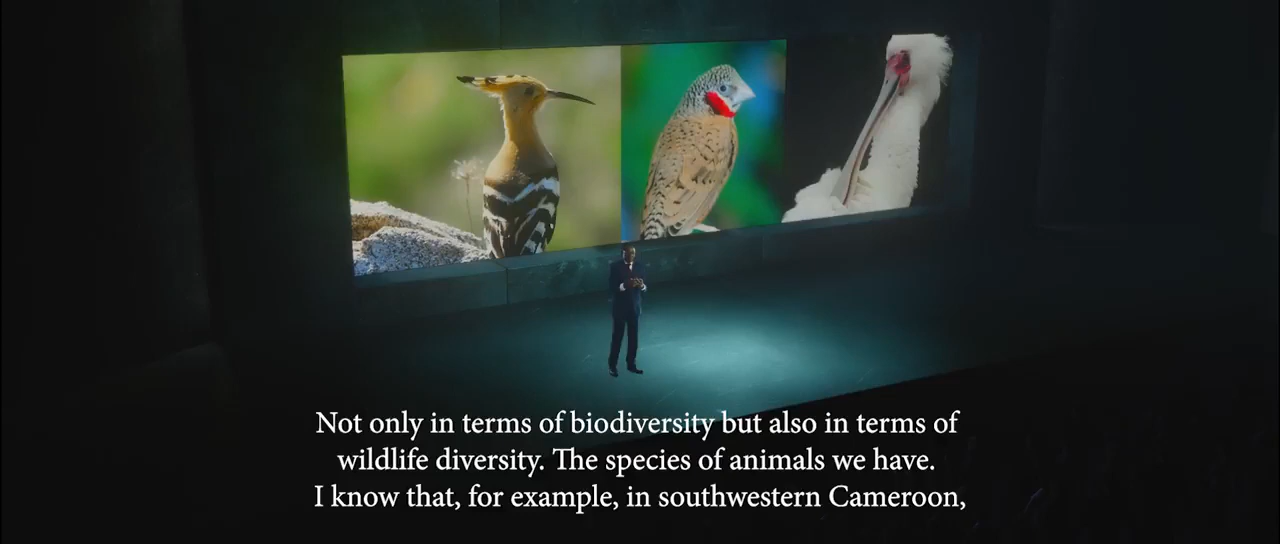 Not only in terms of biodiversity but also in terms of
wildlife diversity. The species of animals we have.
I know that, for example, in southwestern Cameroon,